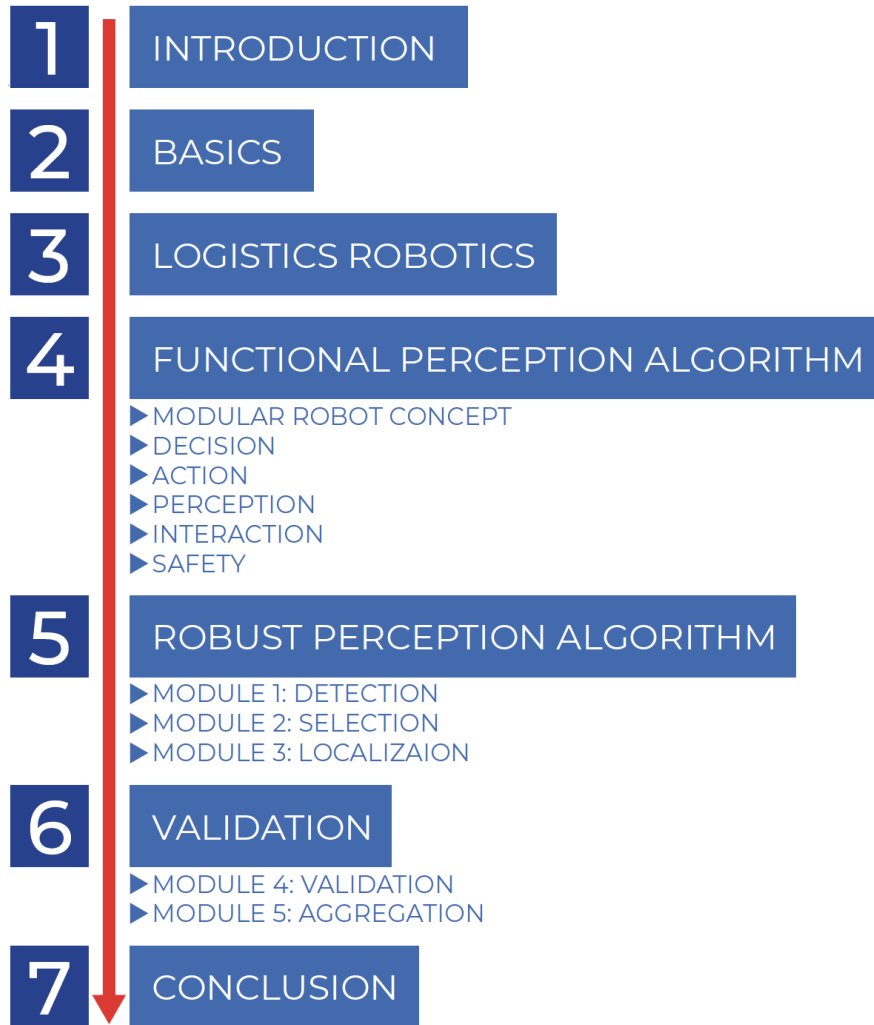 1 INTRODUCTION
2 BASICS
3 LOGISTICS ROBOTICS
4 FUNCTIONAL PERCEPTION ALGORITHM
▶MODULAR ROBOT CONCEPT
▶DECISION
▶ACTION
▶PERCEPTION
▶INTERACTION
▶SAFETY
5 ROBUST PERCEPTION ALGORITHM
▶MODULE 1: DETECTION
▶MODULE 2: SELECTION
▶MODULE 3: LOCALIZAION
6 VALIDATION
▶MODULE 4: VALIDATION
▶MODULE 5: AGGREGATION
7 CONCLUSION